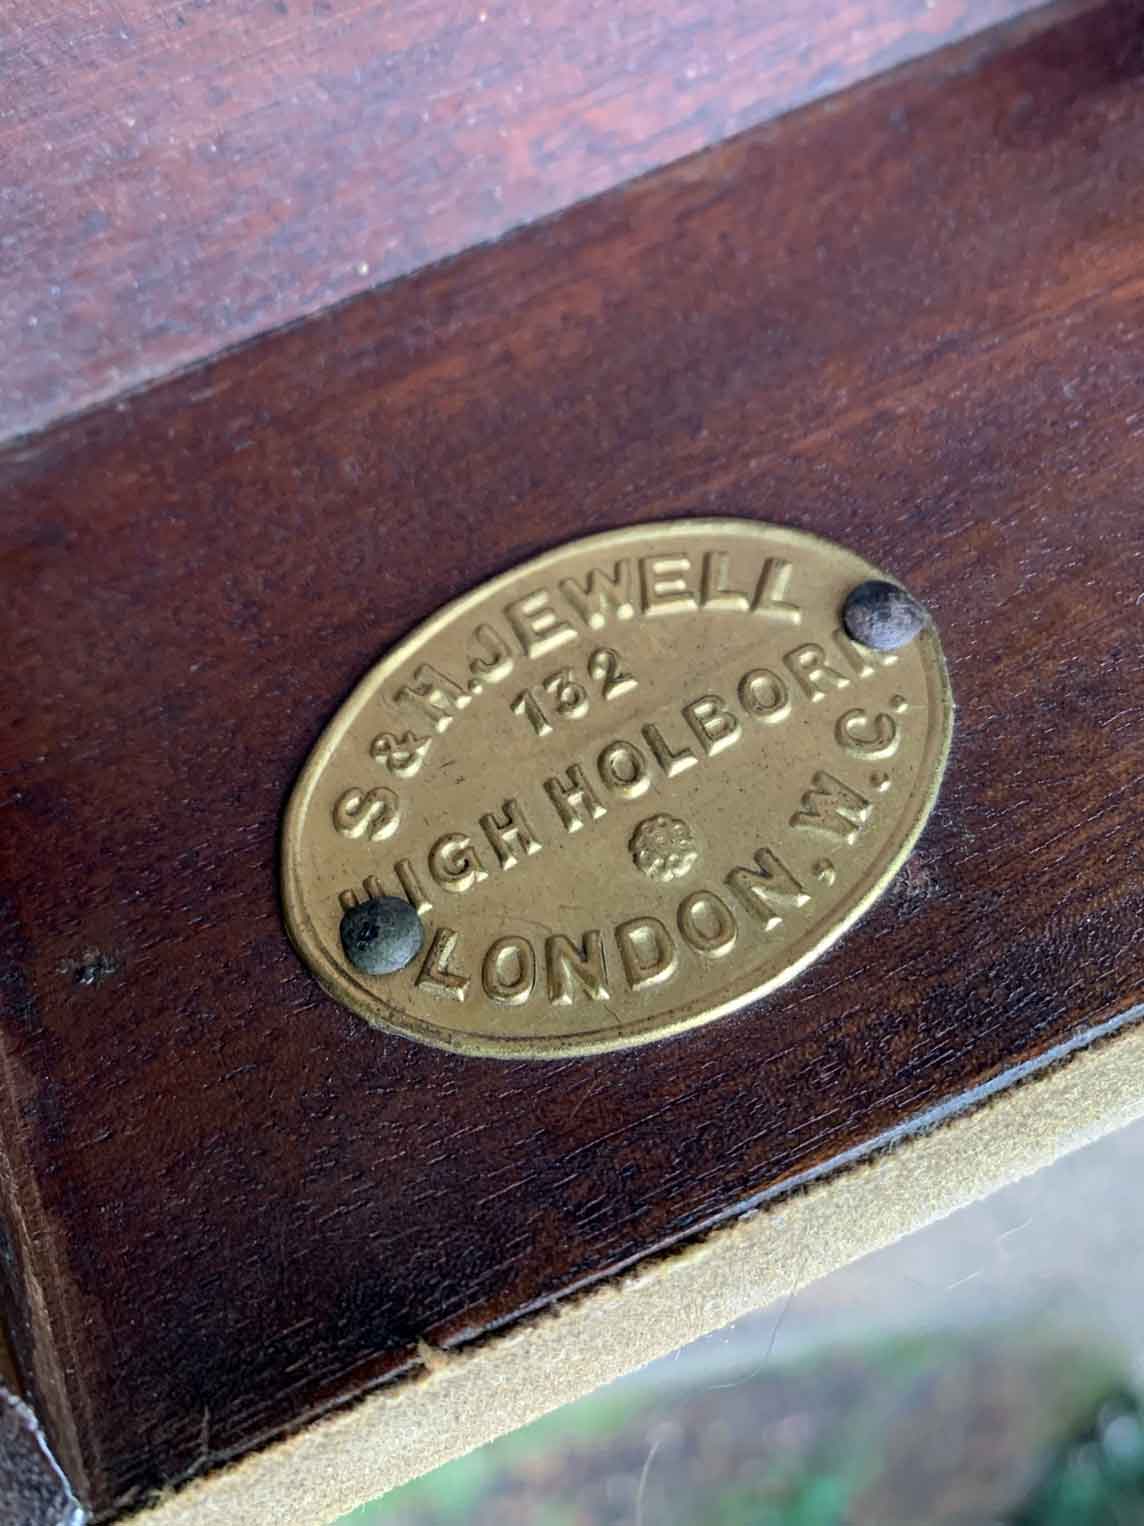 S & H. JEWELL
132
HIGH HOLBORN
LONDON, W.C.